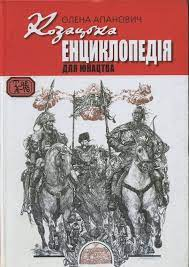 ОЛЕНА АПАНОВИЧ
Козацька
ЕНЦИКЛОПЕДІЯ
ДЛЯ ЮНАЦТВА